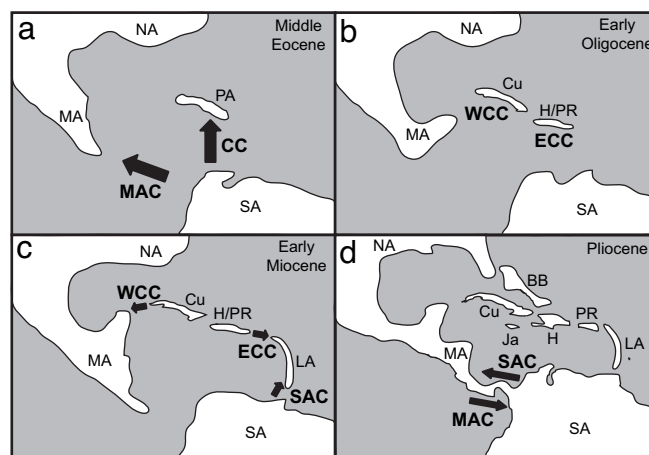 a
Middle
Eocene
NA
MA
PA
CC
MAC
SA
b
Early
Oligocene
NA
Cu
WCC
H/PR
MA
ECC
SA
c
Early
Miocene
NA
WCC
Cu
H/PR
ECC
MA
LA
SAC
SA
d
Pliocene
NA
BB
Cu
PR
Ja
H
LA
MA
SAC
MAC
SA